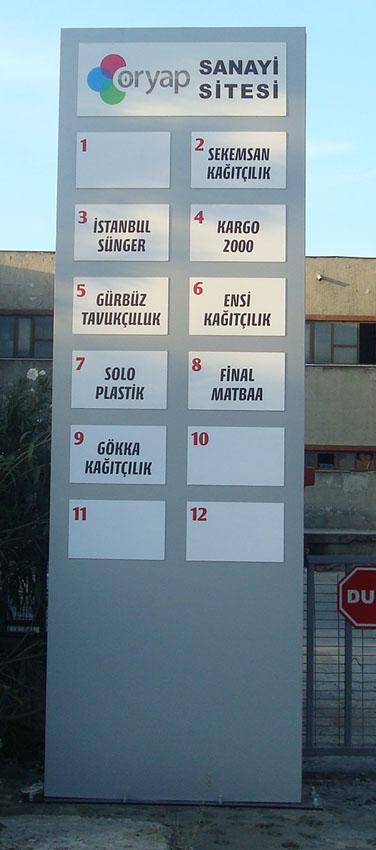 Çoryap SANAYİ
SİTESİ
1
2 SEKEMSAN
KAĞITÇILIK
3 İSTANBUL
SÜNGER
4 KARGO
2000
5 GÜRBÜZ
TAVUKÇULUK
6 ENSİ
KAĞITÇILIK
7 SOLO
PLASTİK
8 FİNAL
MATBAA
9 GÖKKA
KAĞITÇILIK
10
11
12
DU